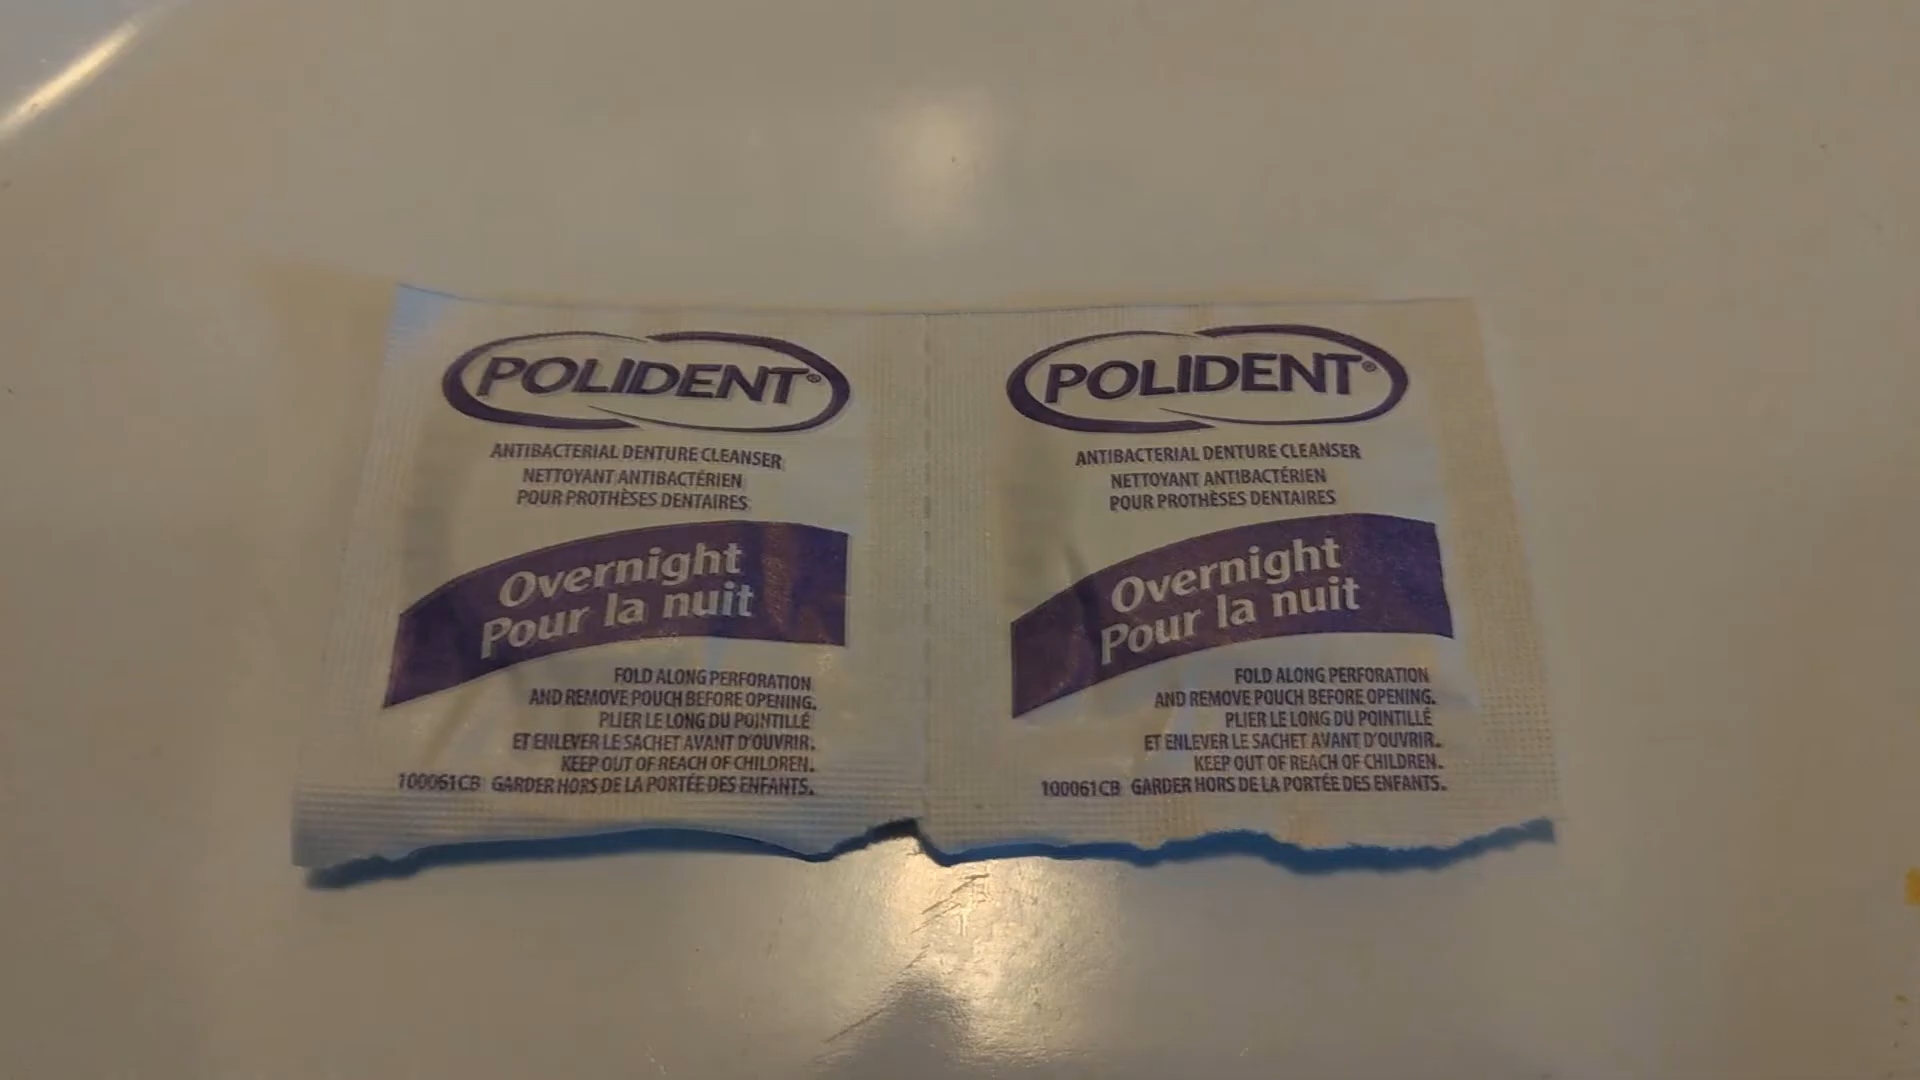 POLIDENT®
ANTIBACTERIAL DENTURE CLEANSER
NETTOYANT ANTIBACTÉRIEN
POUR PROTHÈSES DENTAIRES
Overnight
Pour la nuit
FOLD ALONG PERFORATION
AND REMOVE POUCH BEFORE OPENING.
PLIER LE LONG DU POINTILLÉ
ET ENLEVER LE SACHET AVANT D'OUVRIR.
KEEP OUT OF REACH OF CHILDREN.
100061CB GARDER HORS DE LA PORTÉE DES ENFANTS.
POLIDENT®
ANTIBACTERIAL DENTURE CLEANSER
NETTOYANT ANTIBACTÉRIEN
POUR PROTHÈSES DENTAIRES
Overnight
Pour la nuit
FOLD ALONG PERFORATION
AND REMOVE POUCH BEFORE OPENING.
PLIER LE LONG DU POINTILLÉ
ET ENLEVER LE SACHET AVANT D'OUVRIR.
KEEP OUT OF REACH OF CHILDREN.
100061CB GARDER HORS DE LA PORTÉE DES ENFANTS.